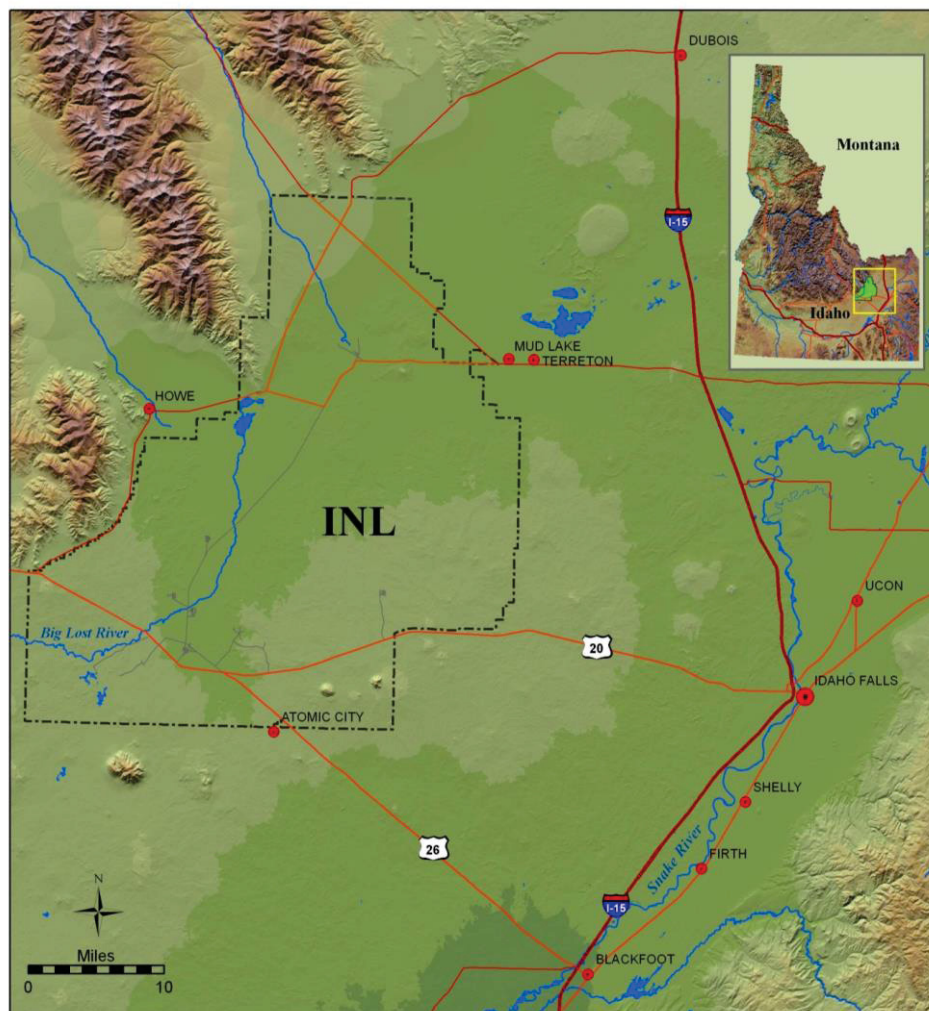 DUBOIS
Montana
Idaho
I-15
MUD LAKE
TERRETON
HOWE
INL
UCON
Big Lost River
20
IDAHO FALLS
ATOMIC CITY
SHELLY
26
FIRTH
Snake River
I-15
N
BLACKFOOT
Miles
0 10